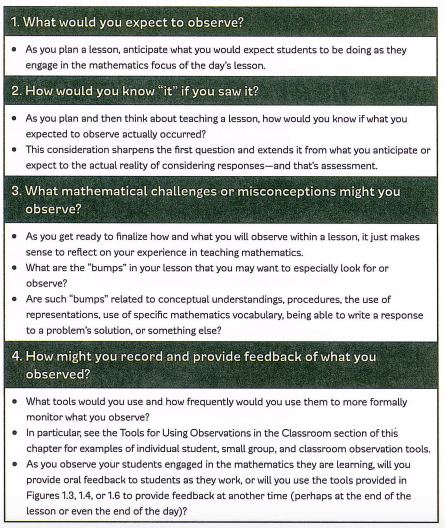 1. What would you expect to observe?
• As you plan a lesson, anticipate what you would expect students to be doing as they
engage in the mathematics focus of the day's lesson.
2. How would you know "it" if you saw it?
• As you plan and then think about teaching a lesson, how would you know if what you
expected to observe actually occurred?
• This consideration sharpens the first question and extends it from what you anticipate or
expect to the actual reality of considering responses—and that's assessment.
3. What mathematical challenges or misconceptions might you
observe?
• As you get ready to finalize how and what you will observe within a lesson, it just makes
sense to reflect on your experience in teaching mathematics.
• What are the "bumps" in your lesson that you may want to especially look for or
observe?
• Are such "bumps" related to conceptual understandings, procedures, the use of
representations, use of specific mathematics vocabulary, being able to write a response
to a problem's solution, or something else?
4. How might you record and provide feedback of what you
observed?
• What tools would you use and how frequently would you use them to more formally
monitor what you observe?
• In particular, see the Tools for Using Observations in the Classroom section of this
chapter for examples of individual student, small group, and classroom observation tools.
• As you observe your students engaged in the mathematics they are learning, will you
provide oral feedback to students as they work, or will you use the tools provided in
Figures 1.3, 1.4, or 1.6 to provide feedback at another time (perhaps at the end of the
lesson or even the end of the day)?